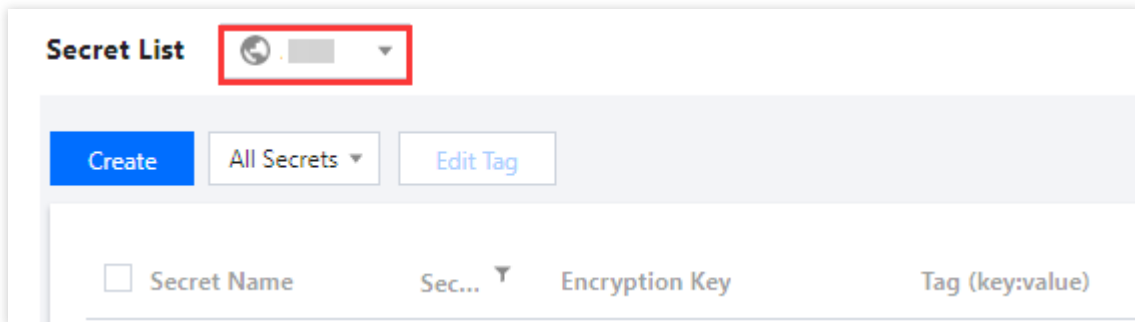 Secret List
Create All Secrets Edit Tag
Secret Name Sec... Encryption Key Tag (key:value)